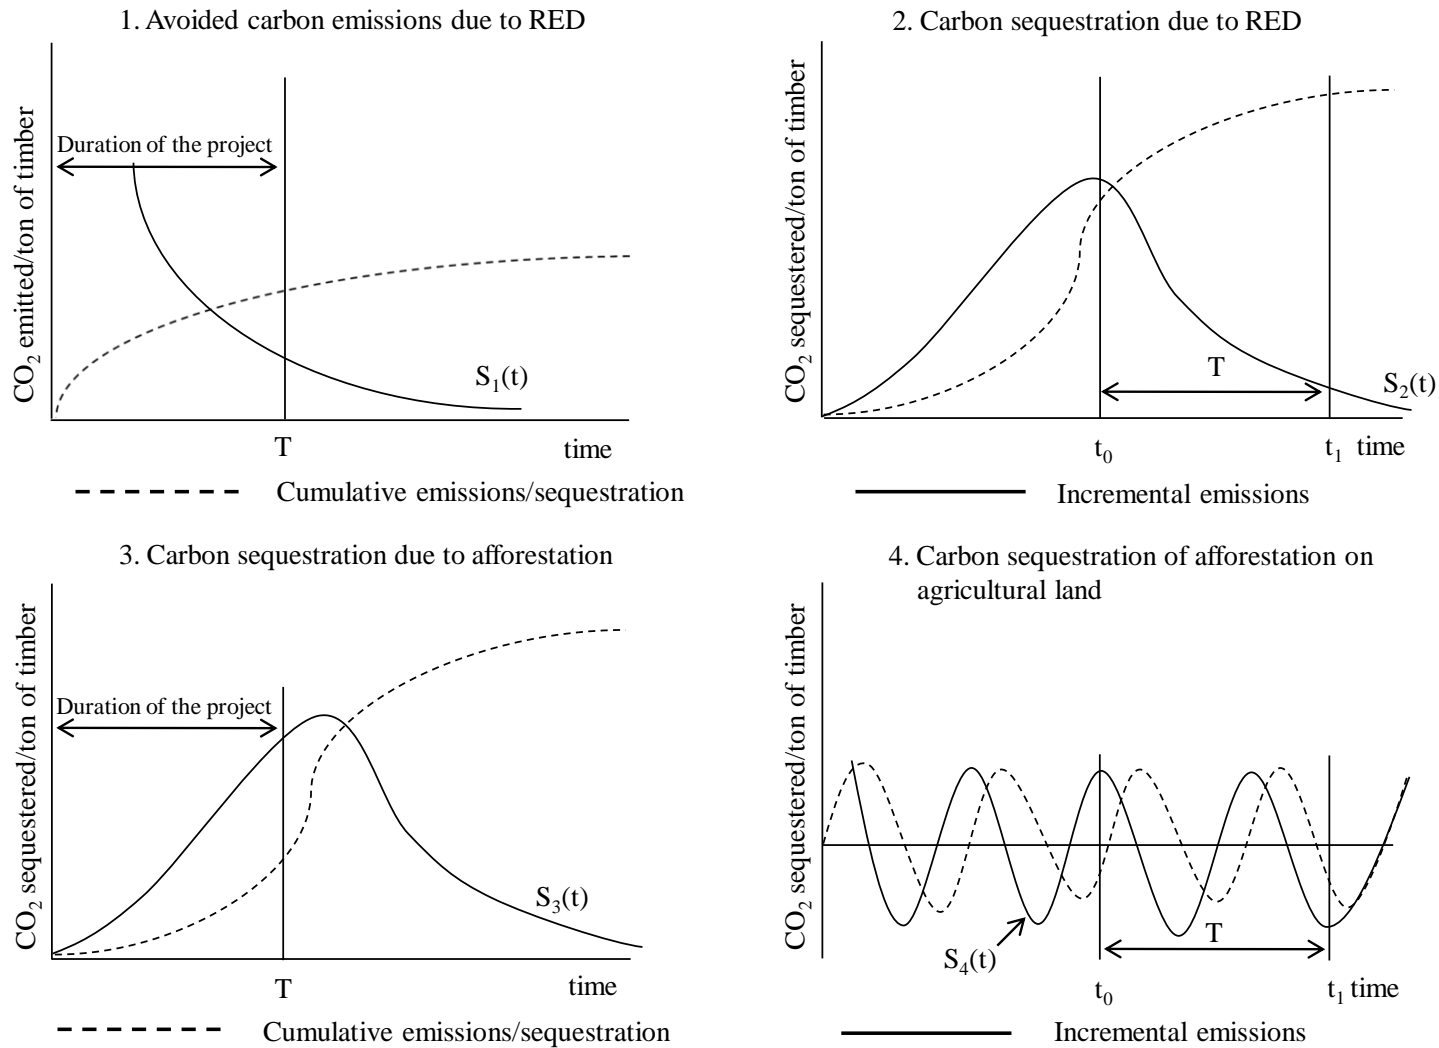 1. Avoided carbon emissions due to RED
CO2 emitted/ton of timber
Duration of the project
S1(t)
T
time
Cumulative emissions/sequestration
2. Carbon sequestration due to RED
CO2 sequestered/ton of timber
T
S2(t)
t0
t1 time
Incremental emissions
3. Carbon sequestration due to afforestation
CO2 sequestered/ton of timber
Duration of the project
S3(t)
T
time
Cumulative emissions/sequestration
4. Carbon sequestration of afforestation on
agricultural land
CO2 sequestered/ton of timber
T
S4(t)
t0
t1 time
Incremental emissions